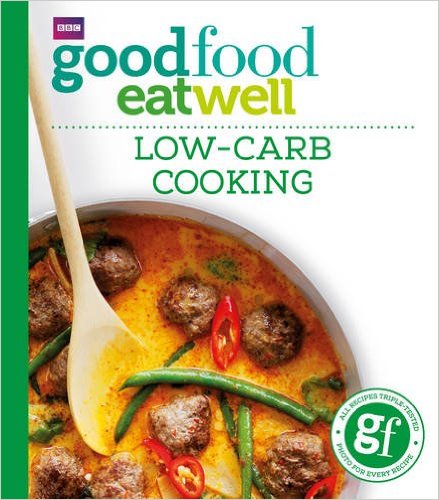 BBC
goodfood
eatwell
LOW-CARB
COOKING
ALL RECIPES TRIPLE-TESTED
gf
PHOTO FOR EVERY RECIPE